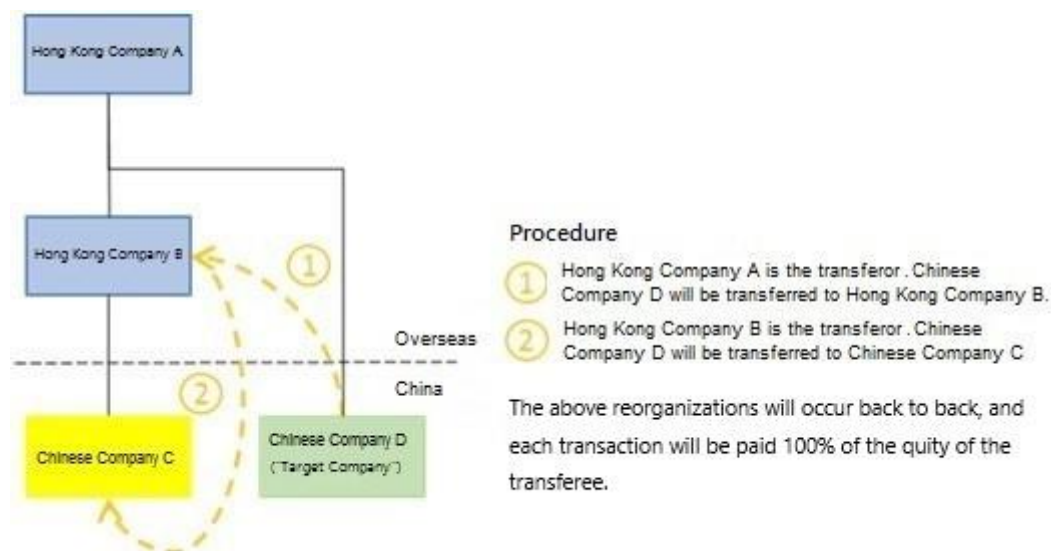 Hong Kong Company A
Hong Kong Company B
1
Overseas
China
2
Chinese Company C
Chinese Company D
("Target Company")
Procedure
1 Hong Kong Company A is the transferor . Chinese
Company D will be transferred to Hong Kong Company B.
2 Hong Kong Company B is the transferor . Chinese
Company D will be transferred to Chinese Company C
The above reorganizations will occur back to back, and
each transaction will be paid 100% of the quity of the
transferee.